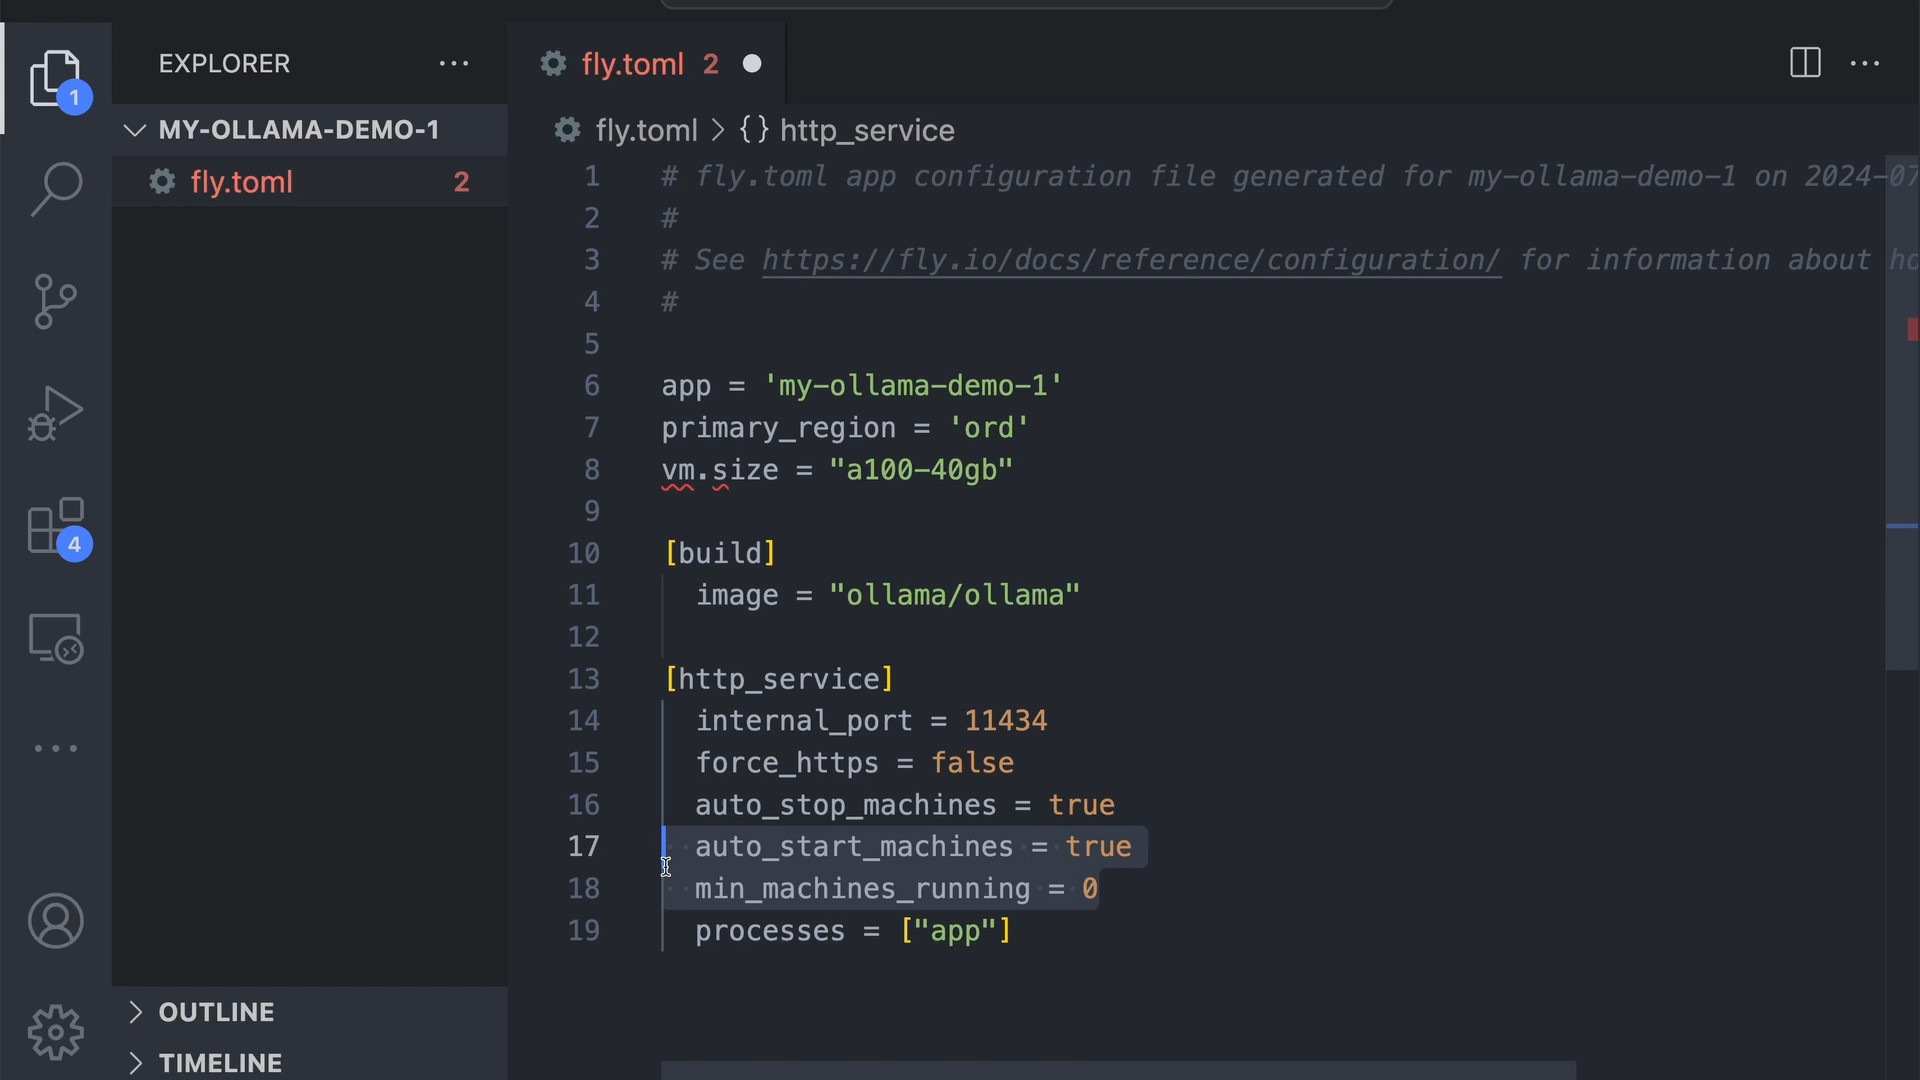 EXPLORER
fly.toml 2
1
MY-OLLAMA-DEMO-1
fly.toml > {} http_service
fly.toml 2
1 # fly.toml app configuration file generated for my-ollama-demo-1 on 2024-07
2 #
3 # See https://fly.io/docs/reference/configuration/ for information about ho
4 #
5
6 app = 'my-ollama-demo-1'
7 primary_region = 'ord'
8 vm.size = "a100-40gb"
9
10 [build]
11 image = "ollama/ollama"
12
13 [http_service]
14 internal_port = 11434
15 force_https = false
16 auto_stop_machines = true
17 auto_start_machines = true
18 min_machines_running = 0
19 processes = ["app"]
4
OUTLINE
TIMELINE